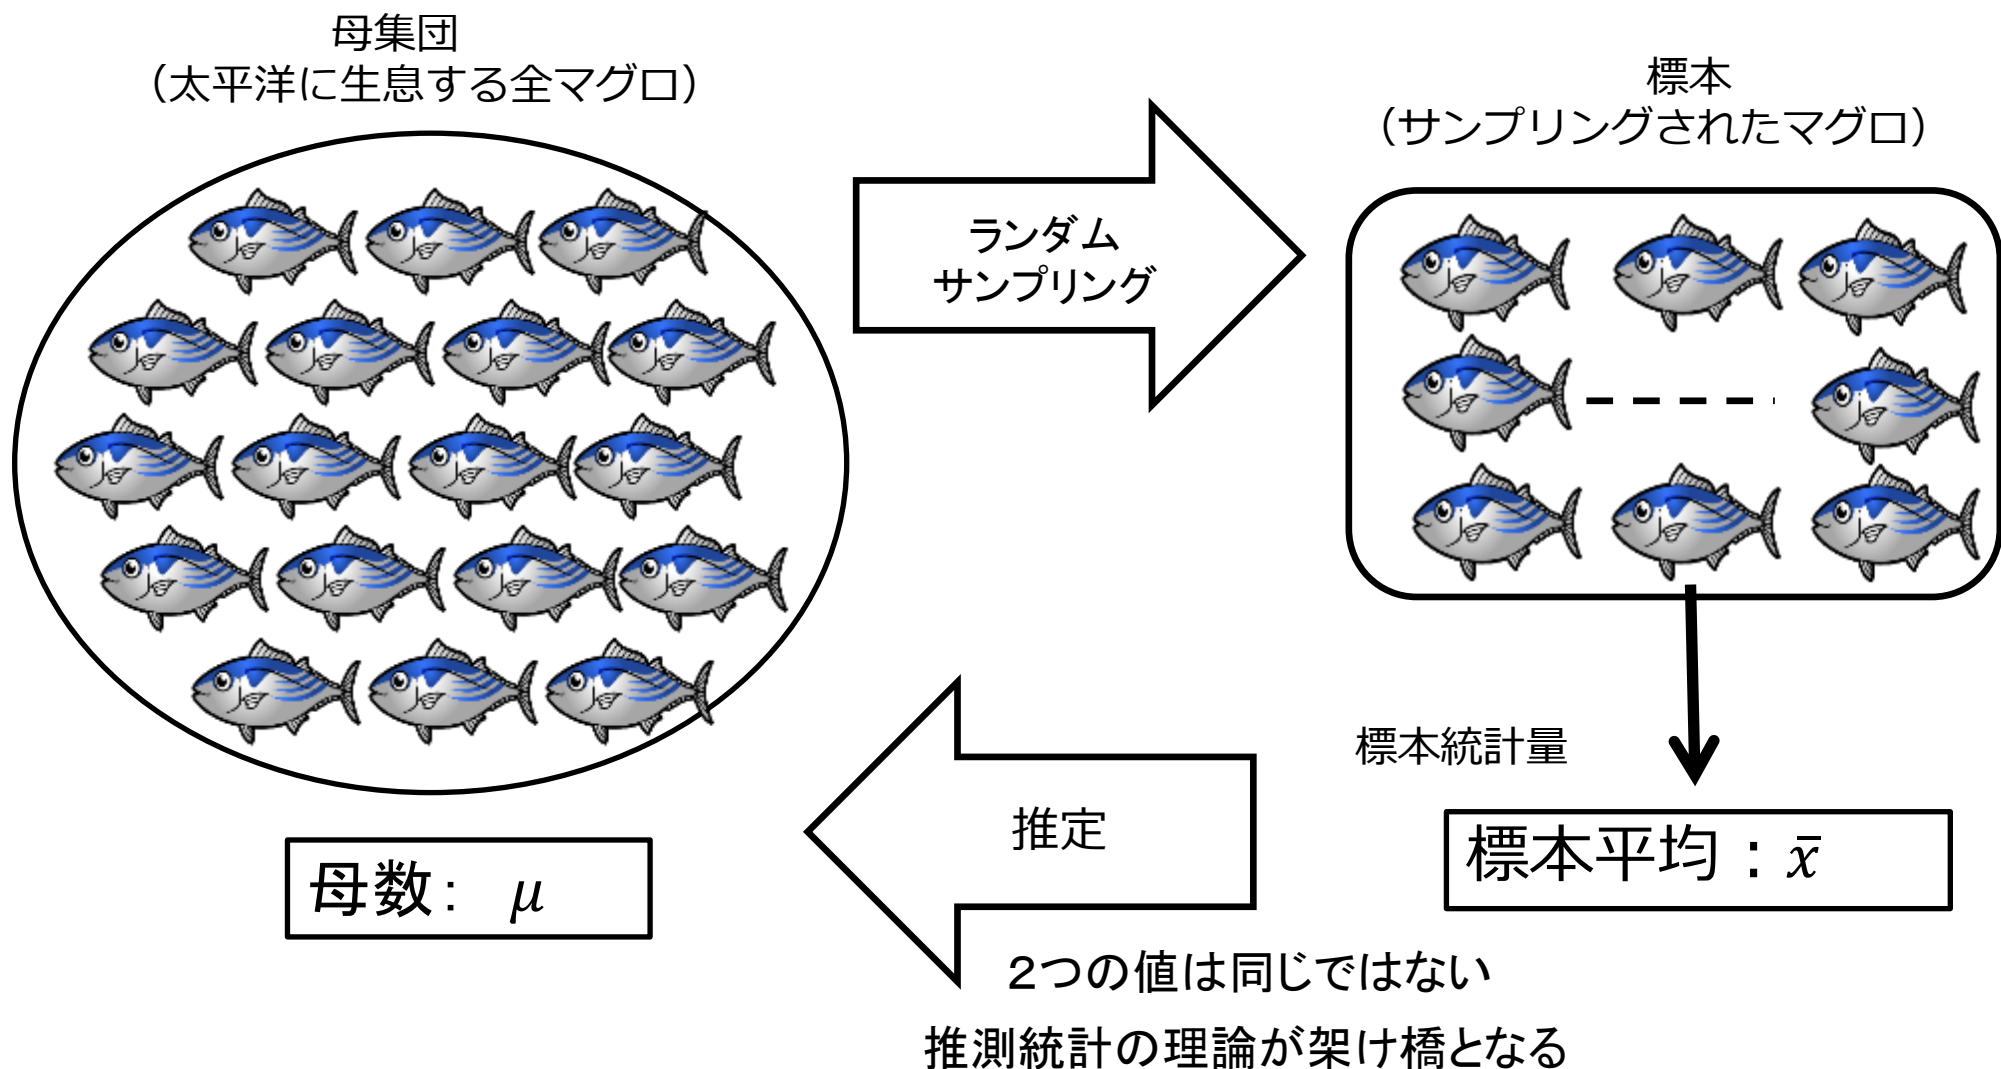 母集団
（太平洋に生息する全マグロ）
ランダム
サンプリング
標本
（サンプリングされたマグロ）
標本統計量
標本平均：x̄
推定
母数： μ
２つの値は同じではない
推測統計の理論が架け橋となる